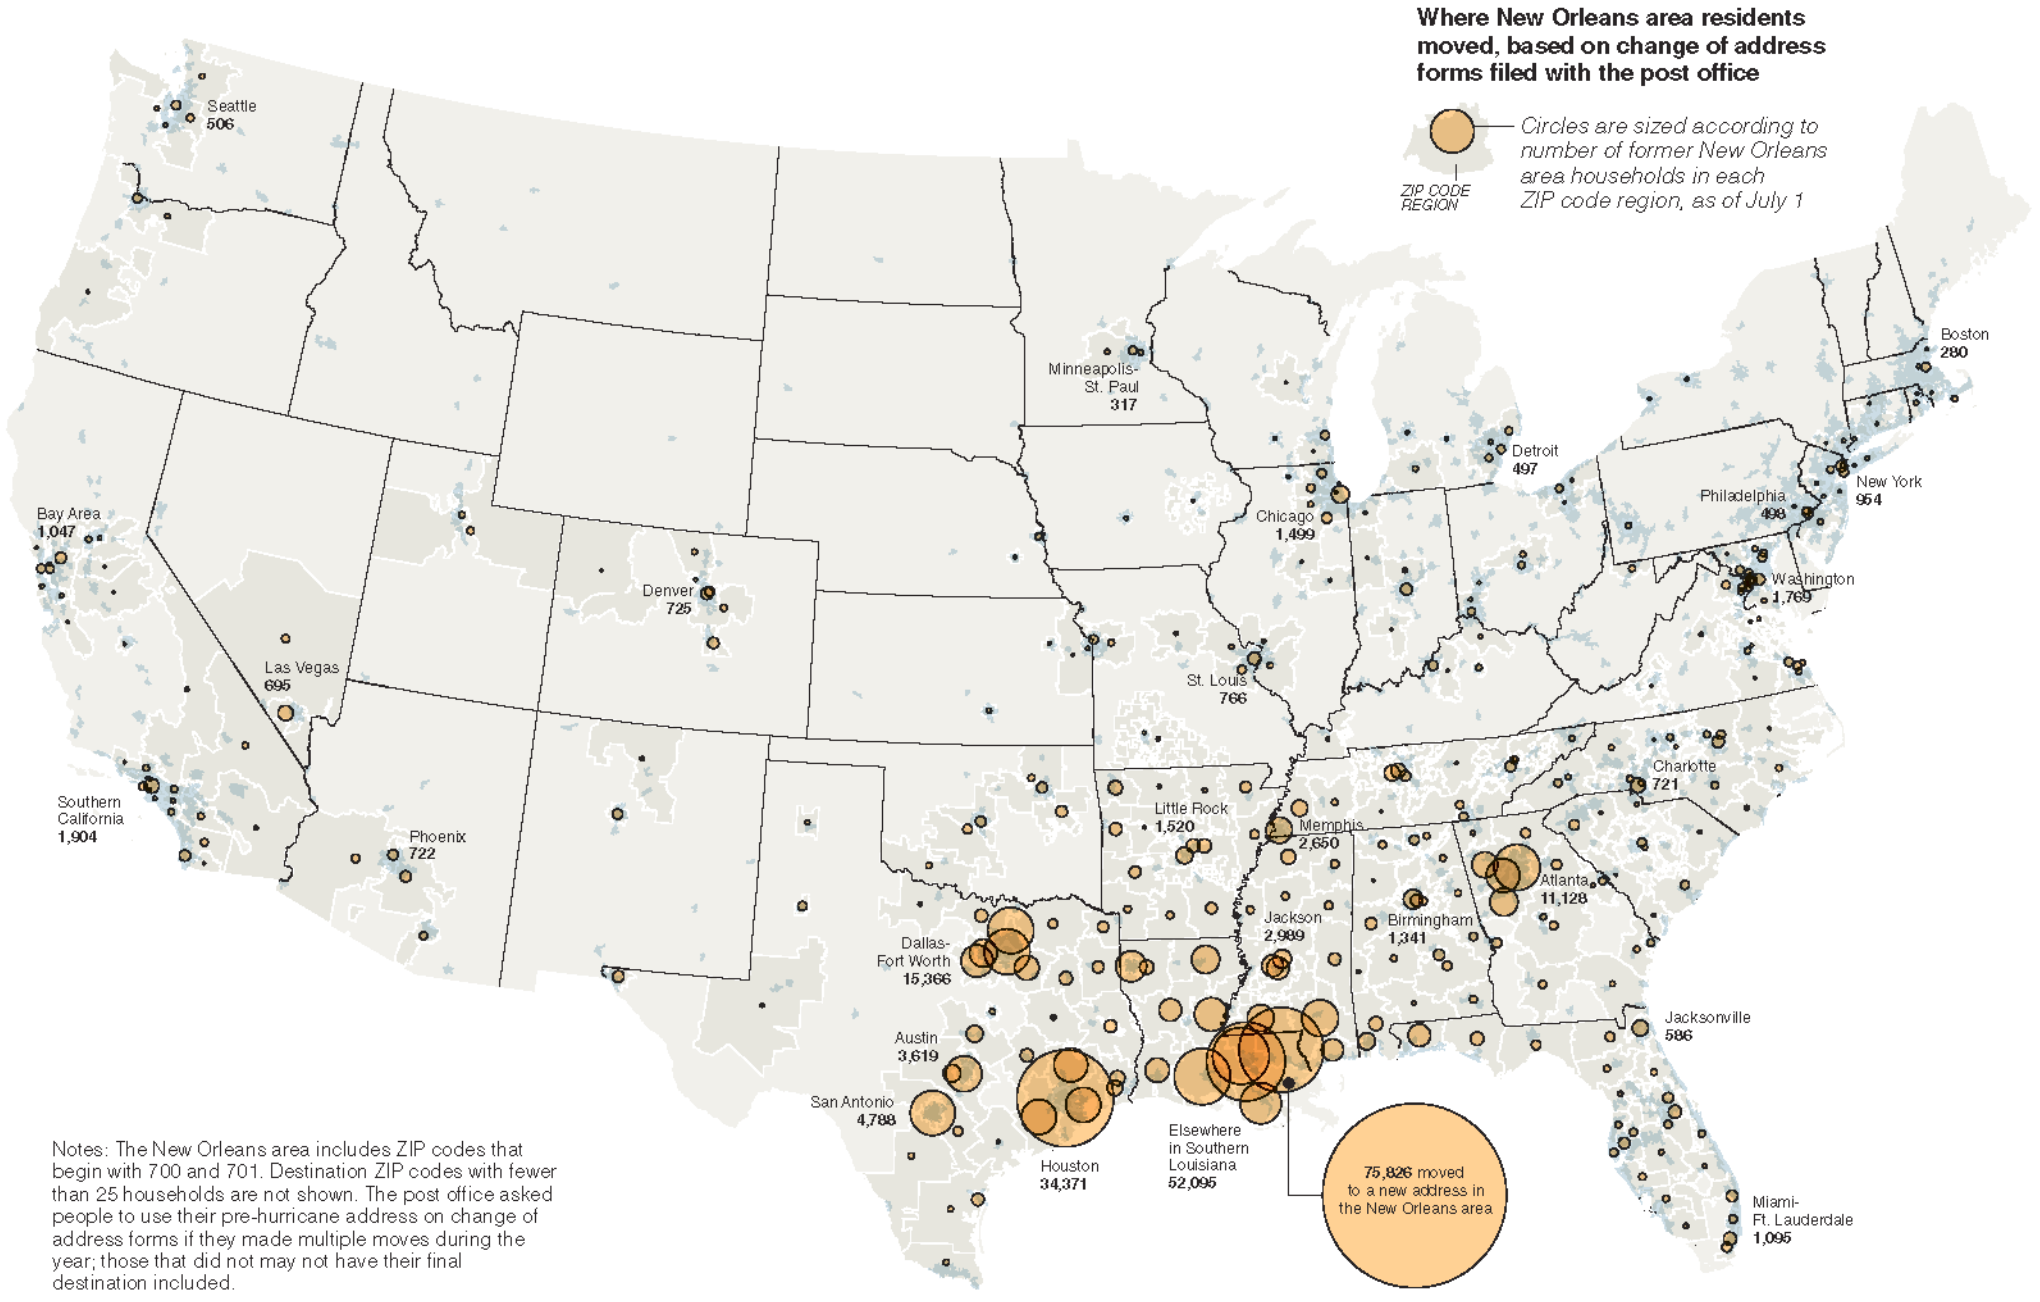 Where New Orleans area residents
moved, based on change of address
forms filed with the post office
Circles are sized according to
number of former New Orleans
area households in each
ZIP code region, as of July 1
ZIP CODE
REGION
Seattle
506
Boston
280
Minneapolis-
St. Paul
317
Detroit
497
New York
954
Philadelphia
498
Bay Area
1,047
Chicago
1,499
Denver
725
Washington
1,769
Las Vegas
695
St. Louis
766
Charlotte
721
Southern
California
1,904
Little Rock
1,520
Memphis
2,650
Phoenix
722
Atlanta
11,128
Jackson
2,989
Birmingham
1,341
Dallas-
Fort Worth
15,366
Jacksonville
586
Austin
3,619
San Antonio
4,788
Houston
34,371
Elsewhere
in Southern
Louisiana
52,095
75,826 moved
to a new address in
the New Orleans area
Miami-
Ft. Lauderdale
1,095
Notes: The New Orleans area includes ZIP codes that
begin with 700 and 701. Destination ZIP codes with fewer
than 25 households are not shown. The post office asked
people to use their pre-hurricane address on change of
address forms if they made multiple moves during the
year; those that did not may not have their final
destination included.